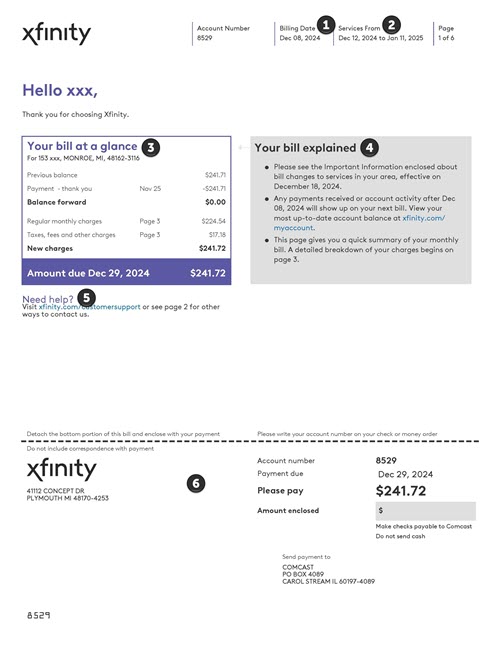 xfinity
Account Number
8529
Billing Date 1
Dec 08, 2024
Services From 2
Dec 12, 2024 to Jan 11, 2025
Page
1 of 6
Hello xxx,
Thank you for choosing Xfinity.
Your bill at a glance 3
For 153 xxx, MONROE, MI, 48162-3116
Previous balance $241.71
Payment - thank you Nov 25 -$241.71
Balance forward $0.00
Regular monthly charges Page 3 $224.54
Taxes, fees and other charges Page 3 $17.18
New charges $241.72
Amount due Dec 29, 2024 $241.72
Your bill explained 4
● Please see the Important Information enclosed about
bill changes to services in your area, effective on
December 18, 2024.
● Any payments received or account activity after Dec
08, 2024 will show up on your next bill. View your
most up-to-date account balance at xfinity.com/
myaccount.
● This page gives you a quick summary of your monthly
bill. A detailed breakdown of your charges begins on
page 3.
Need help? 5
Visit xfinity.com/customersupport or see page 2 for other
ways to contact us.
Detach the bottom portion of this bill and enclose with your payment
Please write your account number on your check or money order
Do not include correspondence with payment
xfinity
41112 CONCEPT DR
PLYMOUTH MI 48170-4253
6
Account number 8529
Payment due Dec 29, 2024
Please pay $241.72
Amount enclosed $
Make checks payable to Comcast
Do not send cash
Send payment to
COMCAST
PO BOX 4089
CAROL STREAM IL 60197-4089
8529